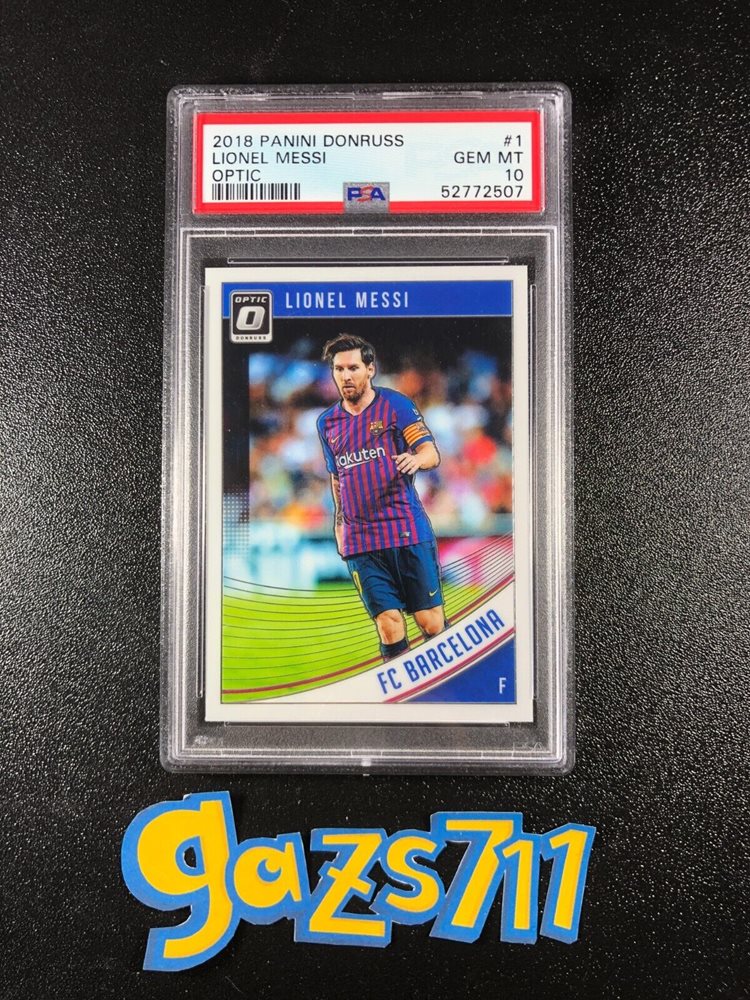 2018 PANINI DONRUSS #1
LIONEL MESSI GEM MT
OPTIC 10
PSA 52772507
OPTIC
O
DONRUSS
LIONEL MESSI
Rakuten
FC BARCELONA
F
gazs711